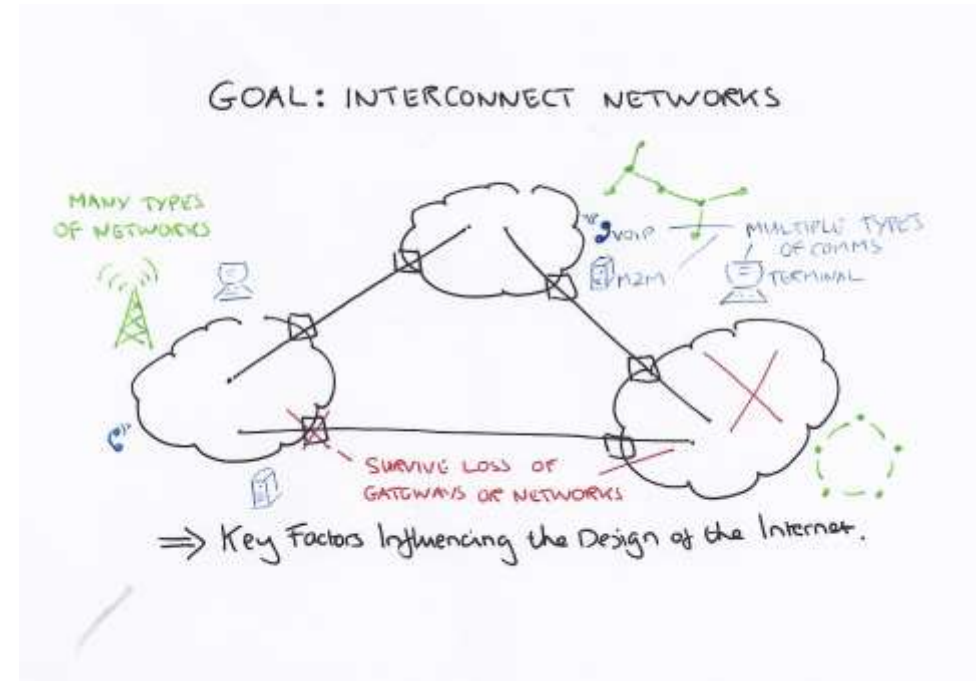 GOAL: INTERCONNECT NETWORKS
MANY TYPES
OF NETWORKS
VOIP
MULTIPLE TYPES
OF COMMS
M2M
TERMINAL
SURVIVE LOSS OF
GATEWAYS OR NETWORKS
⇒ Key Factors Influencing the Design of the Internet.